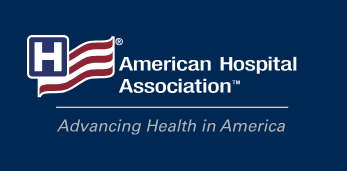 H®
American Hospital
Association™
Advancing Health in America